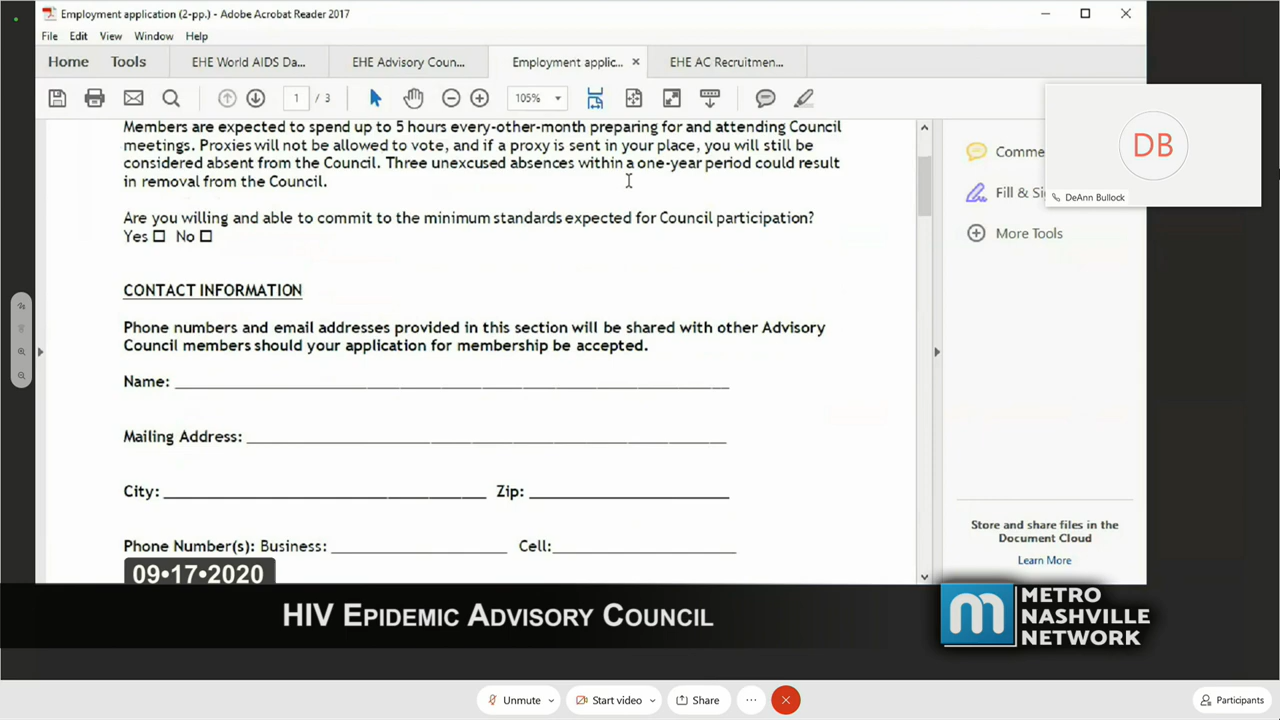 Employment application (2-pp.) - Adobe Acrobat Reader 2017
File Edit View Window Help
Home Tools EHE World AIDS Da... EHE Advisory Coun... Employment applic... EHE AC Recruitmen...
1 / 3 105%
Members are expected to spend up to 5 hours every-other-month preparing for and attending Council
meetings. Proxies will not be allowed to vote, and if a proxy is sent in your place, you will still be
considered absent from the Council. Three unexcused absences within a one-year period could result
in removal from the Council.
Are you willing and able to commit to the minimum standards expected for Council participation?
Yes ☐ No ☐
CONTACT INFORMATION
Phone numbers and email addresses provided in this section will be shared with other Advisory
Council members should your application for membership be accepted.
Name:
Mailing Address:
City: Zip:
Phone Number(s): Business: Cell:
Comme
Fill & Si
More Tools
Store and share files in the
Document Cloud
Learn More
DB
DeAnn Bullock
09•17•2020
HIV EPIDEMIC ADVISORY COUNCIL
m METRO
NASHVILLE
NETWORK
Unmute Start video Share ... Participants